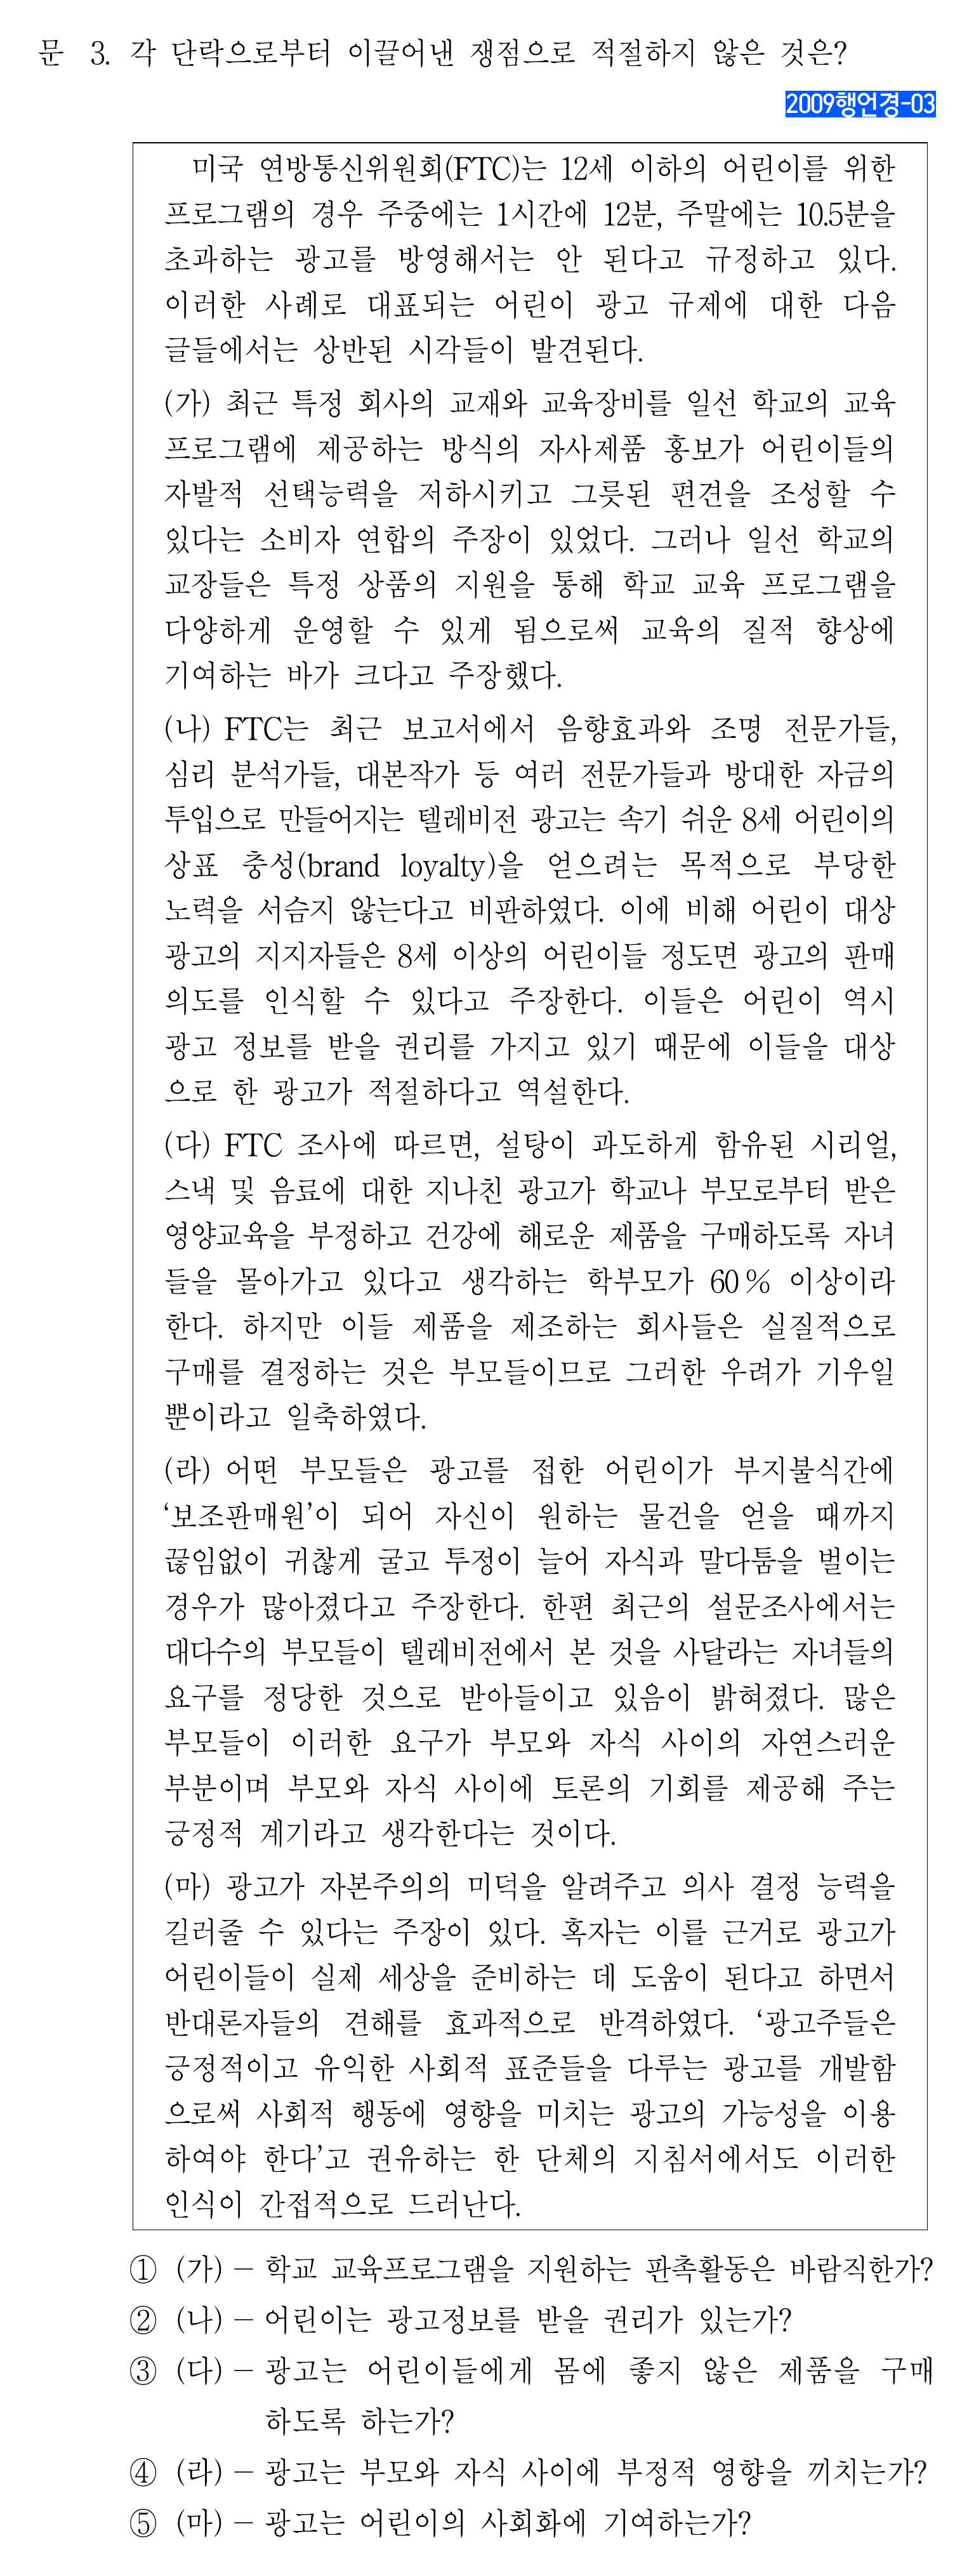 문 3. 각 단락으로부터 이끌어낸 쟁점으로 적절하지 않은 것은?
2009행언경-03
미국 연방통신위원회(FTC)는 12세 이하의 어린이를 위한
프로그램의 경우 주중에는 1시간에 12분, 주말에는 10.5분을
초과하는 광고를 방영해서는 안 된다고 규정하고 있다.
이러한 사례로 대표되는 어린이 광고 규제에 대한 다음
글들에서는 상반된 시각들이 발견된다.
(가) 최근 특정 회사의 교재와 교육장비를 일선 학교의 교육
프로그램에 제공하는 방식의 자사제품 홍보가 어린이들의
자발적 선택능력을 저하시키고 그릇된 편견을 조성할 수
있다는 소비자 연합의 주장이 있었다. 그러나 일선 학교의
교장들은 특정 상품의 지원을 통해 학교 교육 프로그램을
다양하게 운영할 수 있게 됨으로써 교육의 질적 향상에
기여하는 바가 크다고 주장했다.
(나) FTC는 최근 보고서에서 음향효과와 조명 전문가들,
심리 분석가들, 대본작가 등 여러 전문가들과 방대한 자금의
투입으로 만들어지는 텔레비전 광고는 속기 쉬운 8세 어린이의
상표 충성(brand loyalty)을 얻으려는 목적으로 부당한
노력을 서슴지 않는다고 비판하였다. 이에 비해 어린이 대상
광고의 지지자들은 8세 이상의 어린이들 정도면 광고의 판매
의도를 인식할 수 있다고 주장한다. 이들은 어린이 역시
광고 정보를 받을 권리를 가지고 있기 때문에 이들을 대상
으로 한 광고가 적절하다고 역설한다.
(다) FTC 조사에 따르면, 설탕이 과도하게 함유된 시리얼,
스낵 및 음료에 대한 지나친 광고가 학교나 부모로부터 받은
영양교육을 부정하고 건강에 해로운 제품을 구매하도록 자녀
들을 몰아가고 있다고 생각하는 학부모가 60% 이상이라
한다. 하지만 이들 제품을 제조하는 회사들은 실질적으로
구매를 결정하는 것은 부모들이므로 그러한 우려가 기우일
뿐이라고 일축하였다.
(라) 어떤 부모들은 광고를 접한 어린이가 부지불식간에
‘보조판매원’이 되어 자신이 원하는 물건을 얻을 때까지
끊임없이 귀찮게 굴고 투정이 늘어 자식과 말다툼을 벌이는
경우가 많아졌다고 주장한다. 한편 최근의 설문조사에서는
대다수의 부모들이 텔레비전에서 본 것을 사달라는 자녀들의
요구를 정당한 것으로 받아들이고 있음이 밝혀졌다. 많은
부모들이 이러한 요구가 부모와 자식 사이의 자연스러운
부분이며 부모와 자식 사이에 토론의 기회를 제공해 주는
긍정적 계기라고 생각한다는 것이다.
(마) 광고가 자본주의의 미덕을 알려주고 의사 결정 능력을
길러줄 수 있다는 주장이 있다. 혹자는 이를 근거로 광고가
어린이들이 실제 세상을 준비하는 데 도움이 된다고 하면서
반대론자들의 견해를 효과적으로 반격하였다. ‘광고주들은
긍정적이고 유익한 사회적 표준들을 다루는 광고를 개발함
으로써 사회적 행동에 영향을 미치는 광고의 가능성을 이용
하여야 한다’고 권유하는 한 단체의 지침서에서도 이러한
인식이 간접적으로 드러난다.
① (가) – 학교 교육프로그램을 지원하는 판촉활동은 바람직한가?
② (나) – 어린이는 광고정보를 받을 권리가 있는가?
③ (다) – 광고는 어린이들에게 몸에 좋지 않은 제품을 구매
하도록 하는가?
④ (라) – 광고는 부모와 자식 사이에 부정적 영향을 끼치는가?
⑤ (마) – 광고는 어린이의 사회화에 기여하는가?